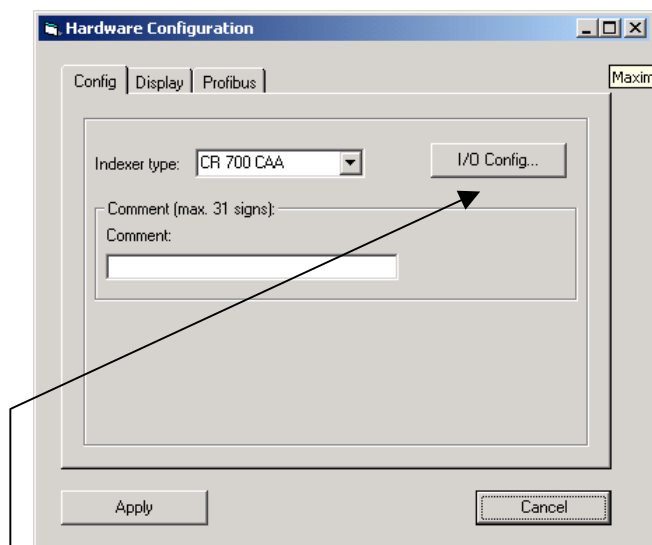 Hardware Configuration
Config Display Profibus
Maxim
Indexer type: CR 700 CAA I/O Config...
Comment (max. 31 signs):
Comment:
Apply Cancel